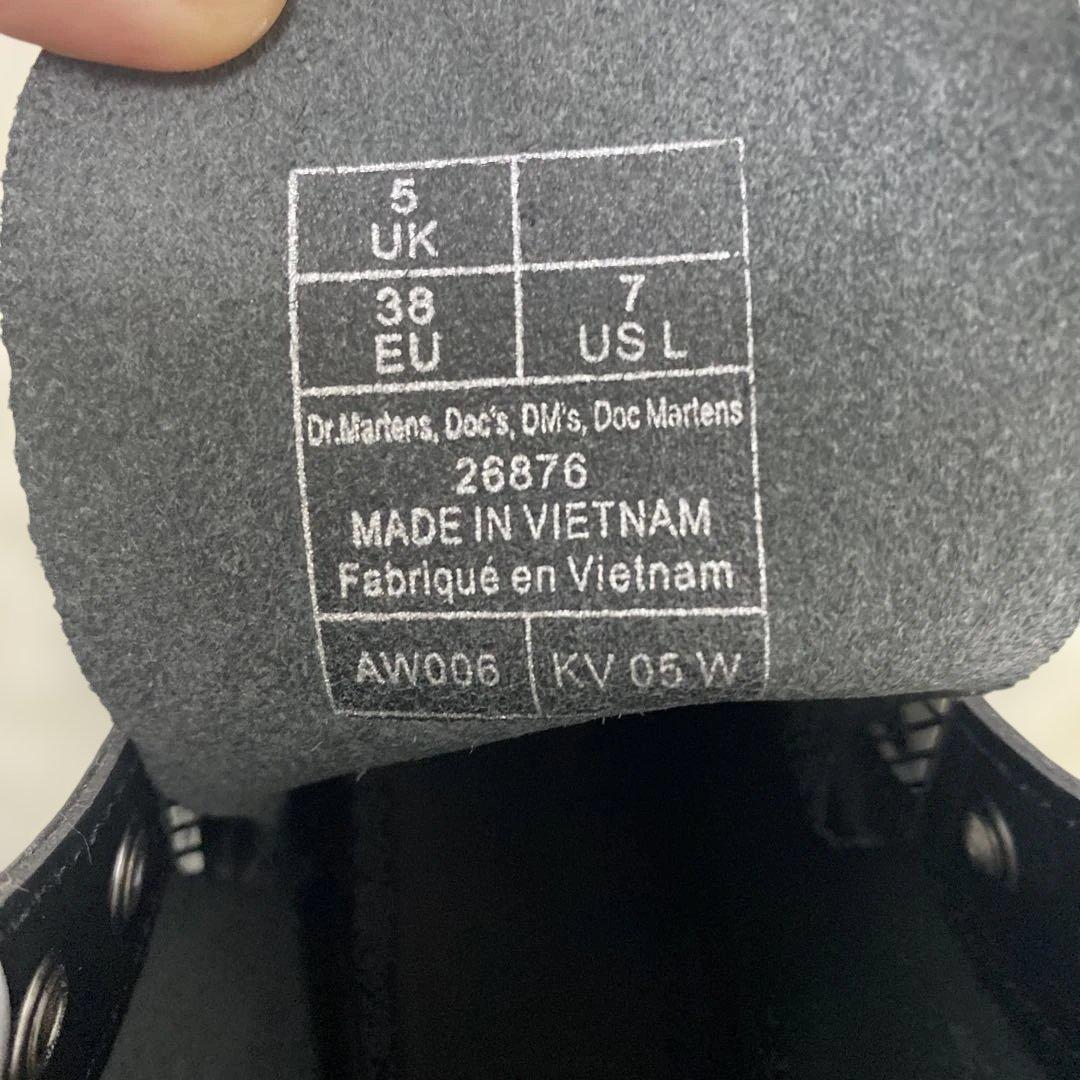 5
UK
38
EU
7
US L
Dr.Martens, Doc's, DM's, Doc Martens
26876
MADE IN VIETNAM
Fabriqué en Vietnam
AW006
KV 05 W